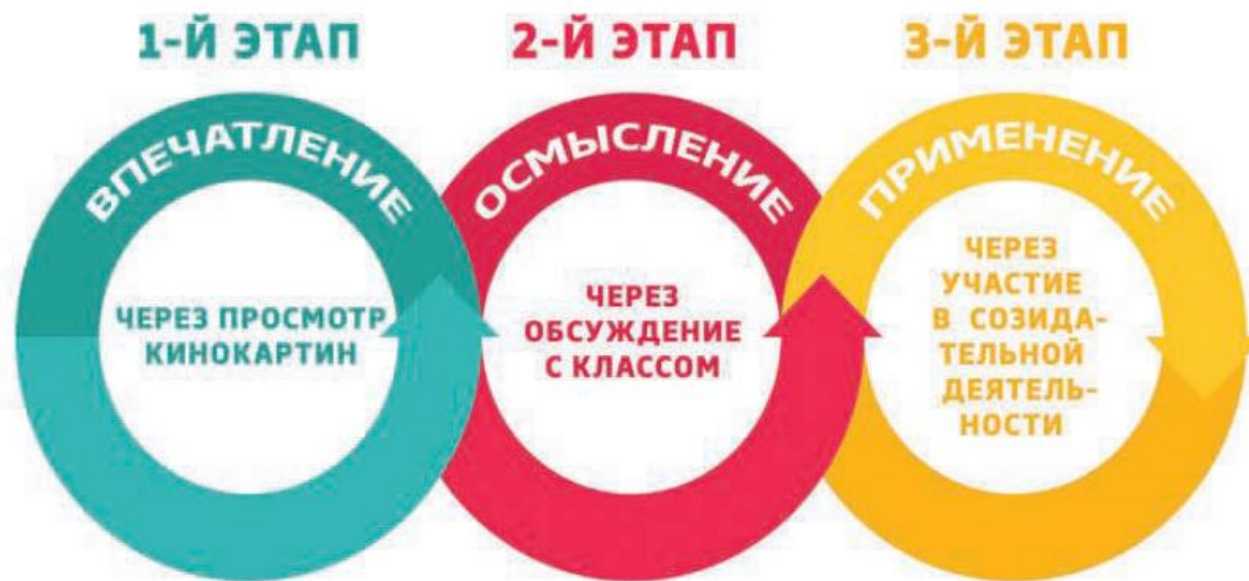 1-Й ЭТАП
ВПЕЧАТЛЕНИЕ
ЧЕРЕЗ ПРОСМОТР
КИНОКАРТИН
2-Й ЭТАП
ОСМЫСЛЕНИЕ
ЧЕРЕЗ
ОБСУЖДЕНИЕ
С КЛАССОМ
3-Й ЭТАП
ПРИМЕНЕНИЕ
ЧЕРЕЗ
УЧАСТИЕ
В СОЗИДА-
ТЕЛЬНОЙ
ДЕЯТЕЛЬ-
НОСТИ